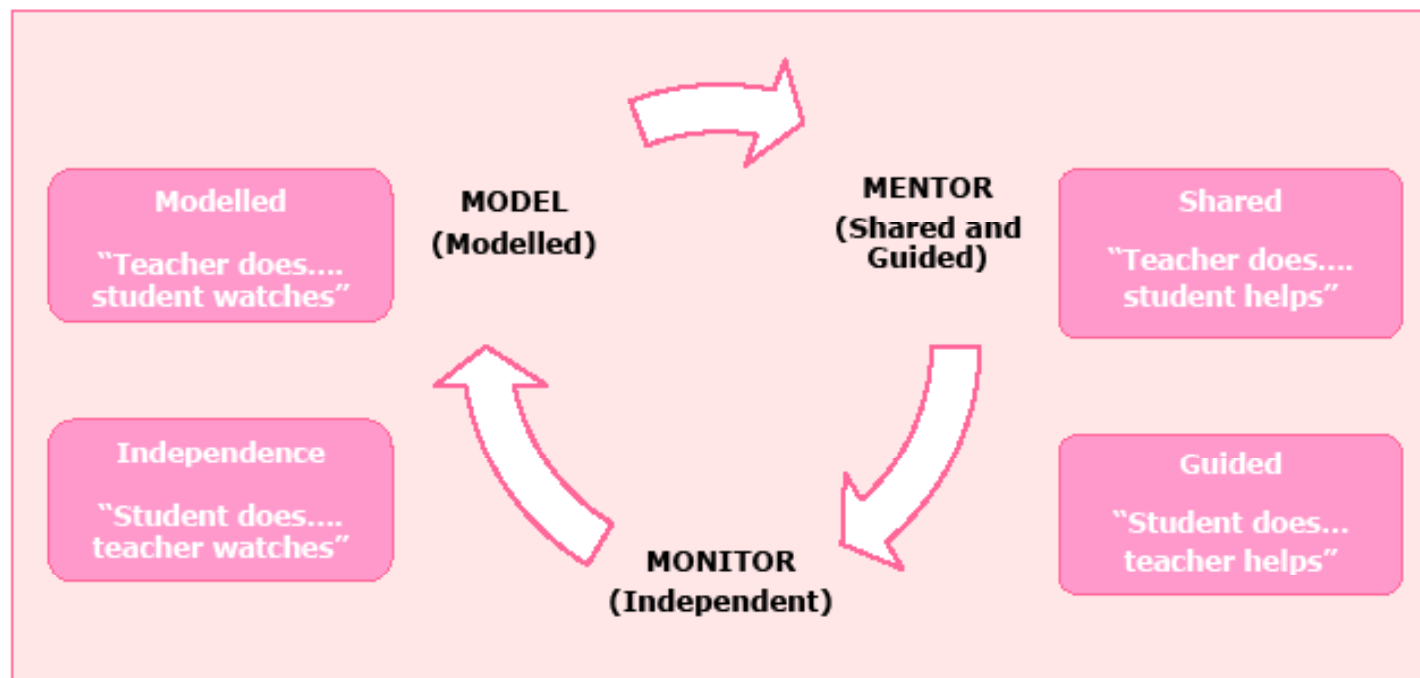 Modelled
“Teacher does....
student watches”
MODEL
(Modelled)
MENTOR
(Shared and
Guided)
Shared
“Teacher does....
student helps”
Independence
“Student does....
teacher watches”
MONITOR
(Independent)
Guided
“Student does...
teacher helps”